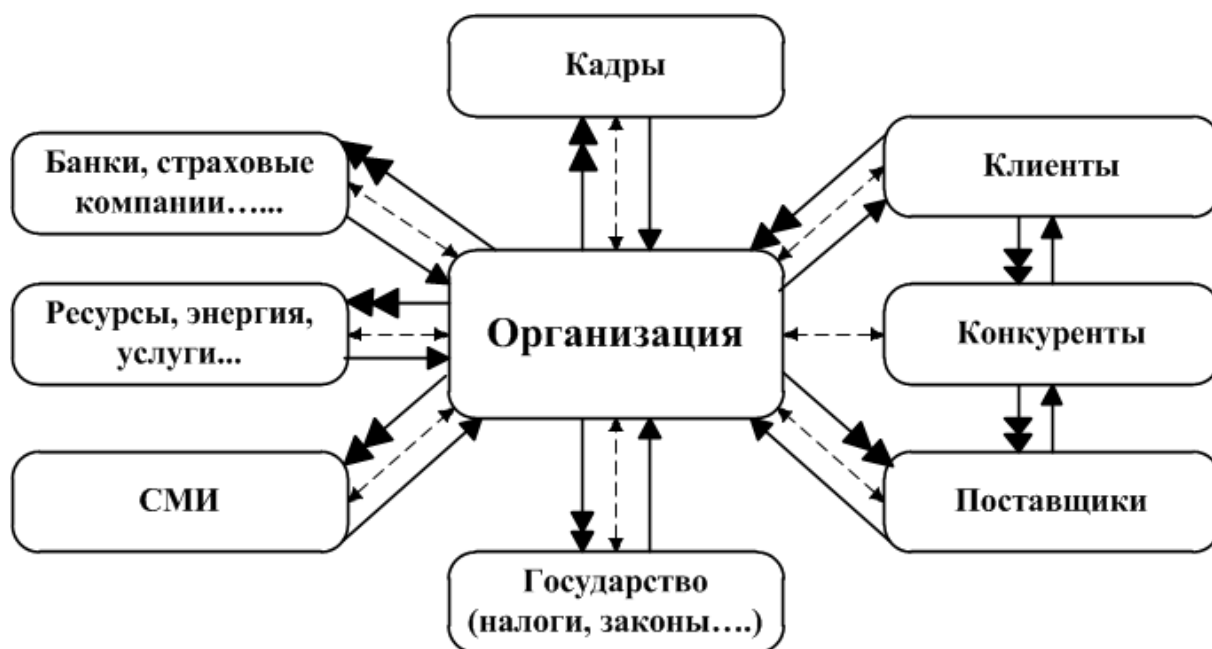 Кадры
Банки, страховые
компании…...
Клиенты
Ресурсы, энергия,
услуги...
Организация
Конкуренты
СМИ
Поставщики
Государство
(налоги, законы….)